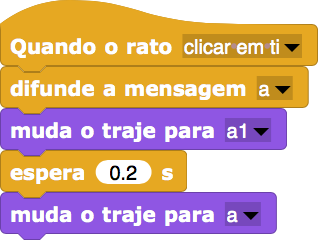 Quando o rato clicar em ti
difunde a mensagem a
muda o traje para a1
espera 0.2 s
muda o traje para a